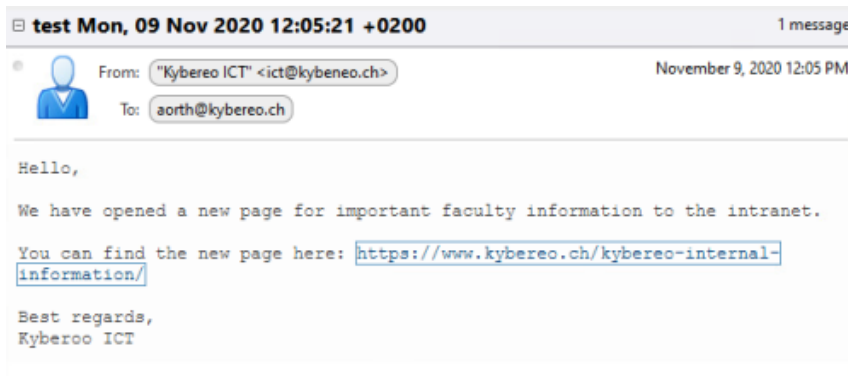 test Mon, 09 Nov 2020 12:05:21 +0200
1 message
From: "Kybereo ICT" <ict@kybeneo.ch>
November 9, 2020 12:05 PM
To: aorth@kybereo.ch
Hello,
We have opened a new page for important faculty information to the intranet.
You can find the new page here: https://www.kybereo.ch/kybereo-internal-
information/
Best regards,
Kyberoo ICT